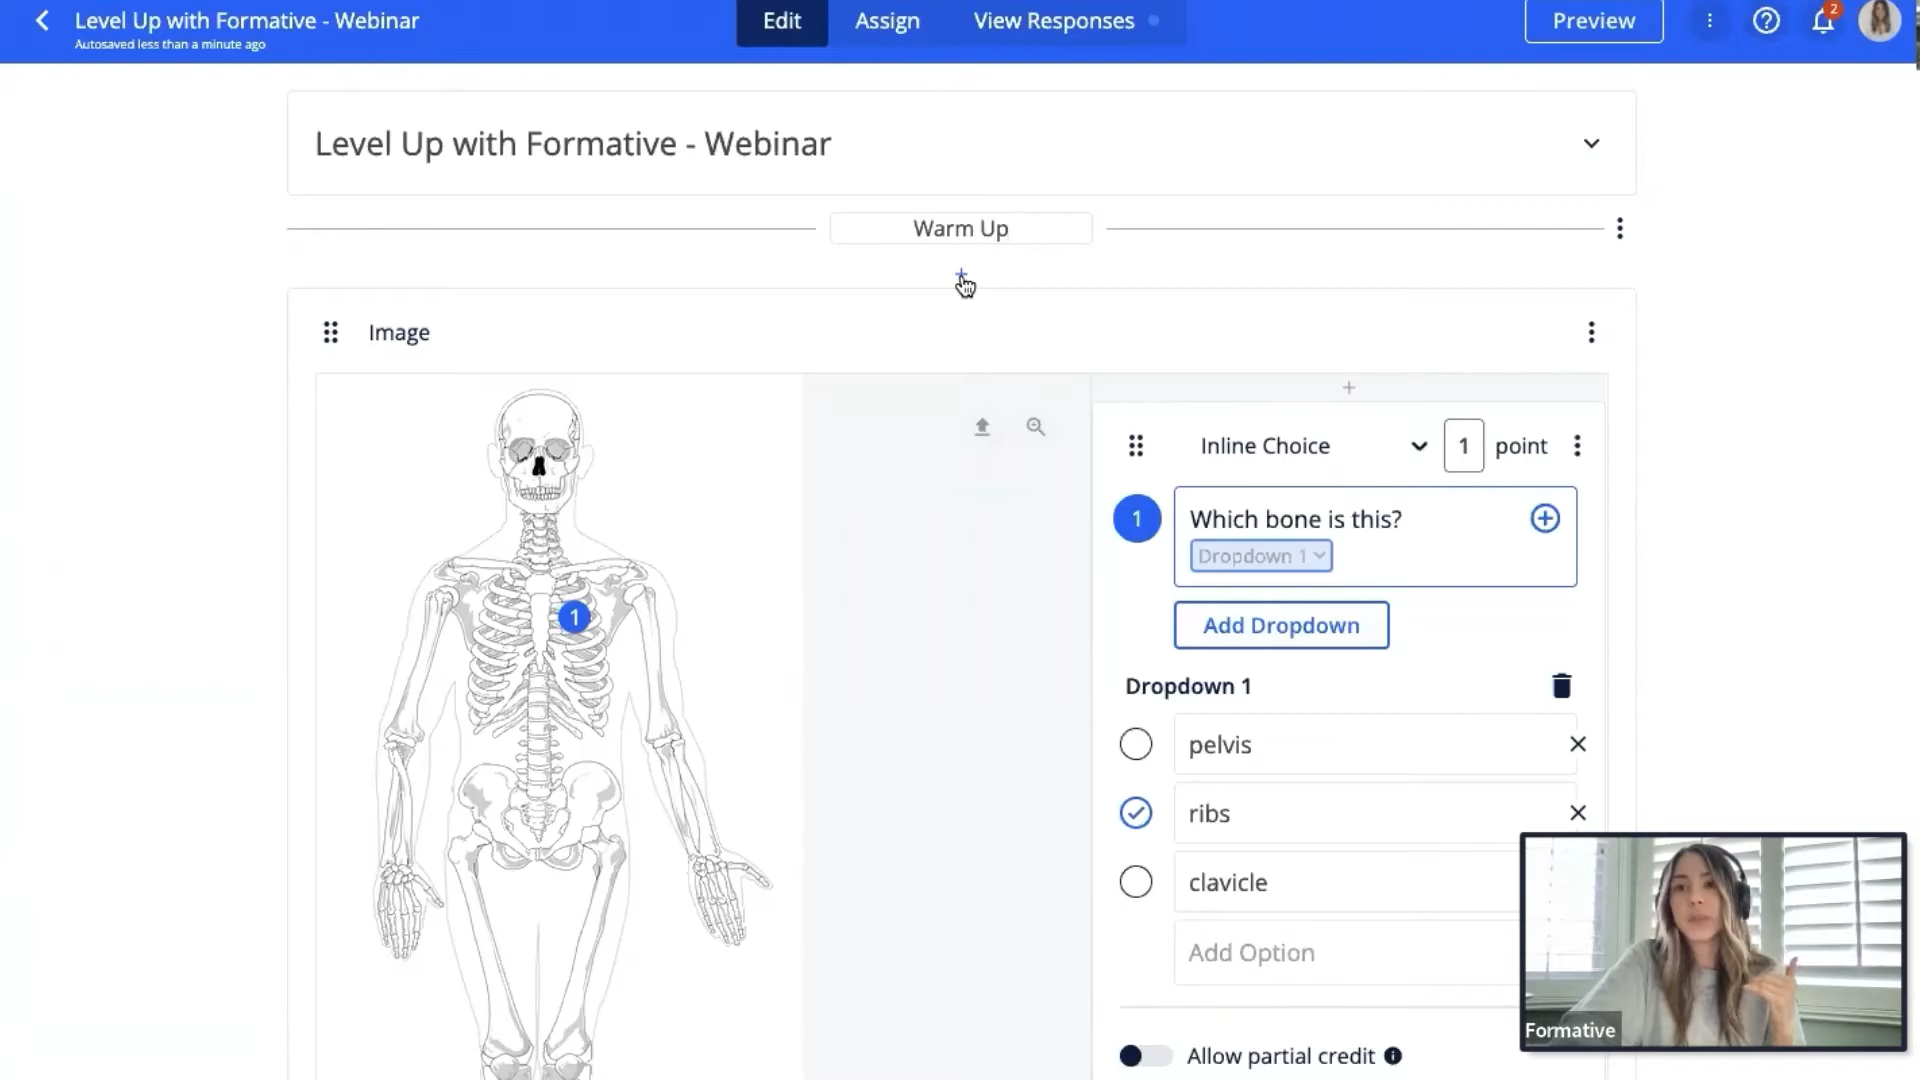 Level Up with Formative - Webinar
Autosaved less than a minute ago
Edit
Assign
View Responses
Preview
2
Level Up with Formative - Webinar
Warm Up
Image
Inline Choice
1
point
1
Which bone is this?
Dropdown 1
1
Add Dropdown
Dropdown 1
pelvis
ribs
clavicle
Add Option
Formative
Allow partial credit